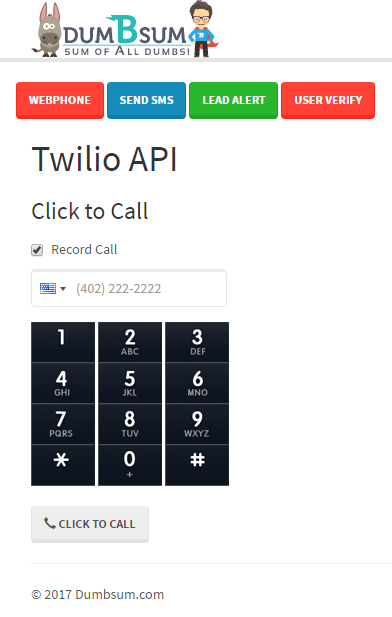 DUMBSUM
SUM OF ALL DUMBS!
WEBPHONE SEND SMS LEAD ALERT USER VERIFY
Twilio API
Click to Call
Record Call
(402) 222-2222
1 2 3
ABC DEF
4 5 6
GHI JKL MNO
7 8 9
PQRS TUV WXYZ
* 0 #
+
CLICK TO CALL
© 2017 Dumbsum.com